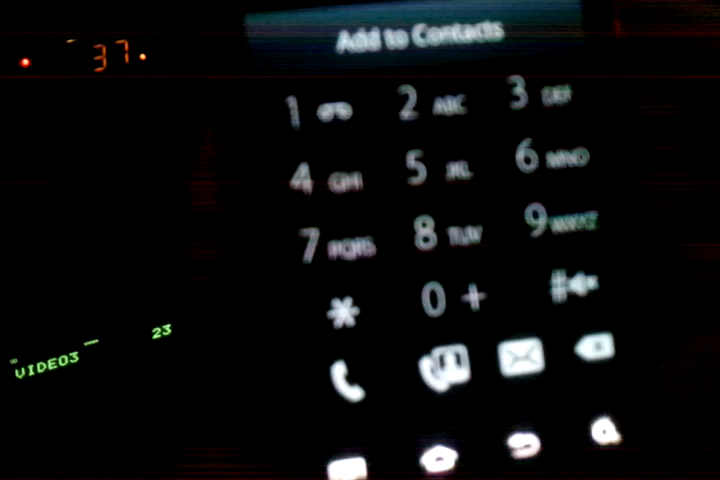 Add to Contacts
37
1
2 ABC
3 DEF
4 GHI
5 JKL
6 MNO
7 PQRS
8 TUV
9 WXYZ
*
0 +
#
23
VIDEO3